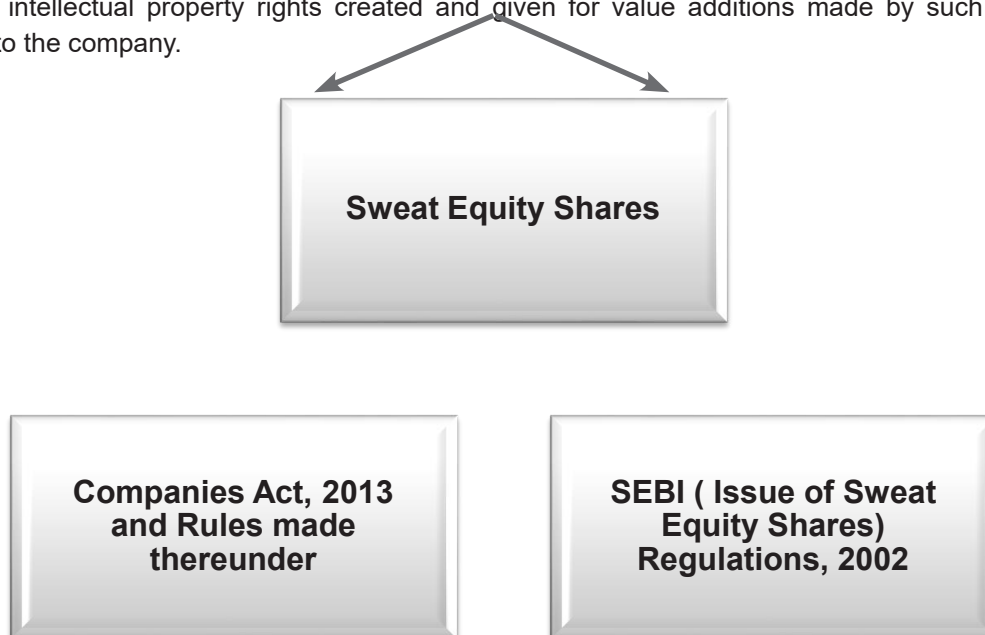 intellectual property rights created and given for value additions made by such
to the company.
Sweat Equity Shares
Companies Act, 2013
and Rules made
thereunder
SEBI ( Issue of Sweat
Equity Shares)
Regulations, 2002